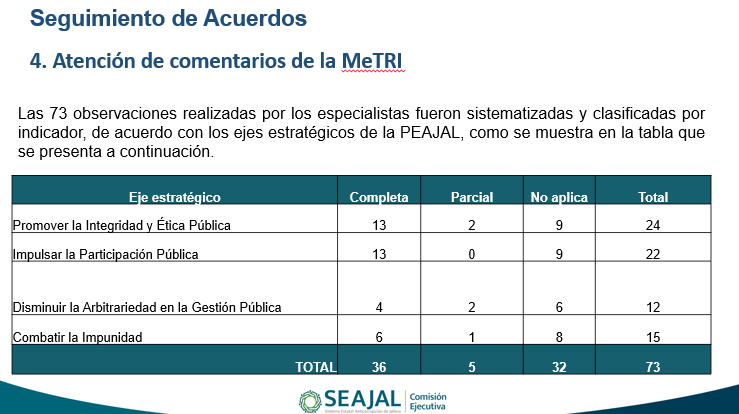 Seguimiento de Acuerdos
4. Atención de comentarios de la MeTRI
Las 73 observaciones realizadas por los especialistas fueron sistematizadas y clasificadas por
indicador, de acuerdo con los ejes estratégicos de la PEAJAL, como se muestra en la tabla que
se presenta a continuación.
Eje estratégico Completa Parcial No aplica Total
Promover la Integridad y Ética Pública 13 2 9 24
Impulsar la Participación Pública 13 0 9 22
Disminuir la Arbitrariedad en la Gestión Pública 4 2 6 12
Combatir la Impunidad 6 1 8 15
TOTAL 36 5 32 73
SEAJAL Comisión
Sistema Estatal Anticorrupción de Jalisco Ejecutiva